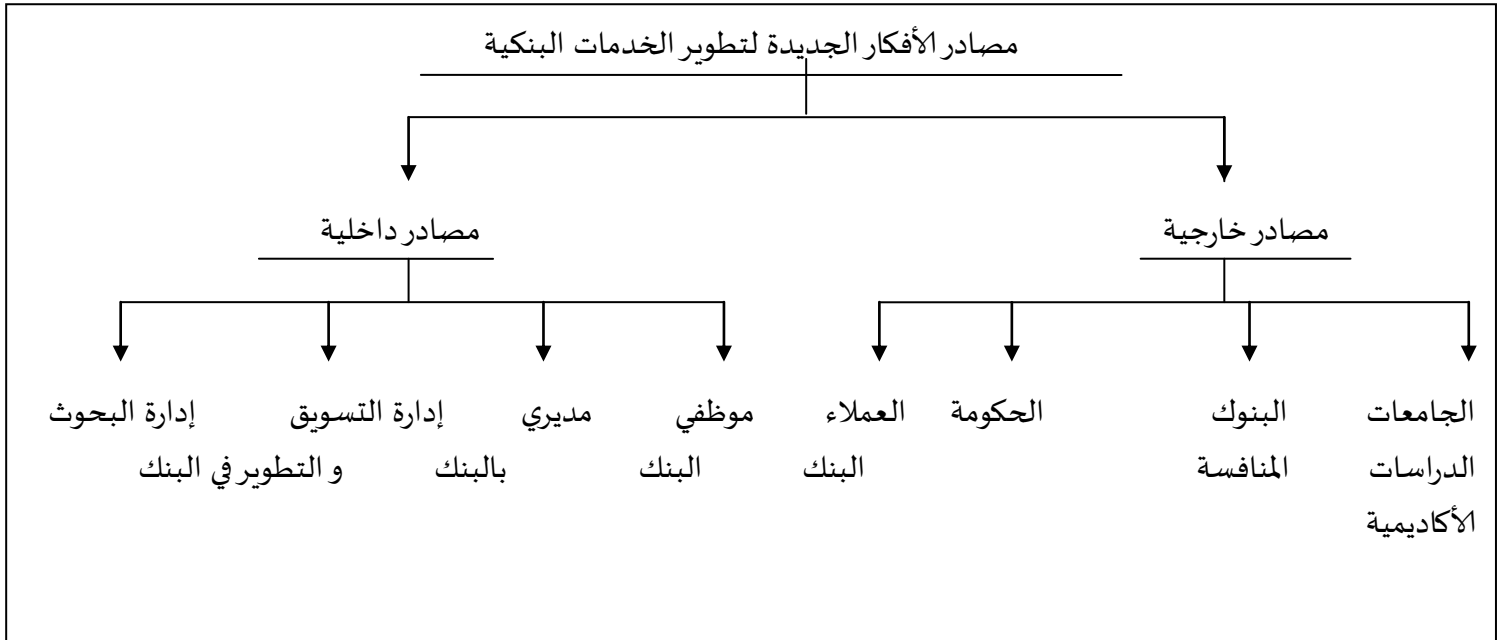 مصادر الأفكار الجديدة لتطوير الخدمات البنكية
مصادر خارجية مصادر داخلية
الجامعات البنوك الحكومة العملاء موظفي مديري إدارة التسويق إدارة البحوث
الدراسات المنافسة البنك البنك بالبنك و التطوير في البنك
الأكاديمية